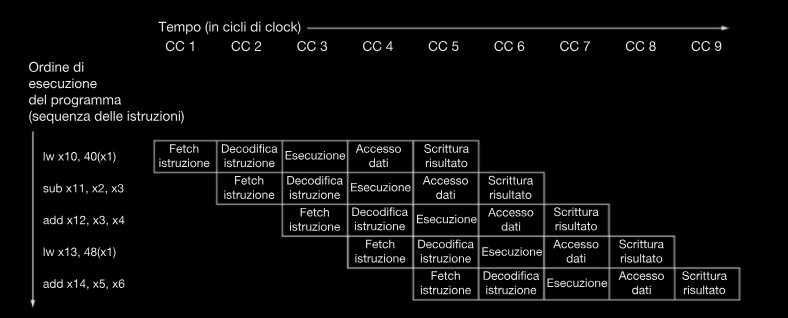 Tempo (in cicli di clock)
CC 1 CC 2 CC 3 CC 4 CC 5 CC 6 CC 7 CC 8 CC 9
Ordine di
esecuzione
del programma
(sequenza delle istruzioni)
lw x10, 40(x1)
Fetch
istruzione
Decodifica
istruzione
Esecuzione
Accesso
dati
Scrittura
risultato
sub x11, x2, x3
Fetch
istruzione
Decodifica
istruzione
Esecuzione
Accesso
dati
Scrittura
risultato
add x12, x3, x4
Fetch
istruzione
Decodifica
istruzione
Esecuzione
Accesso
dati
Scrittura
risultato
lw x13, 48(x1)
Fetch
istruzione
Decodifica
istruzione
Esecuzione
Accesso
dati
Scrittura
risultato
add x14, x5, x6
Fetch
istruzione
Decodifica
istruzione
Esecuzione
Accesso
dati
Scrittura
risultato